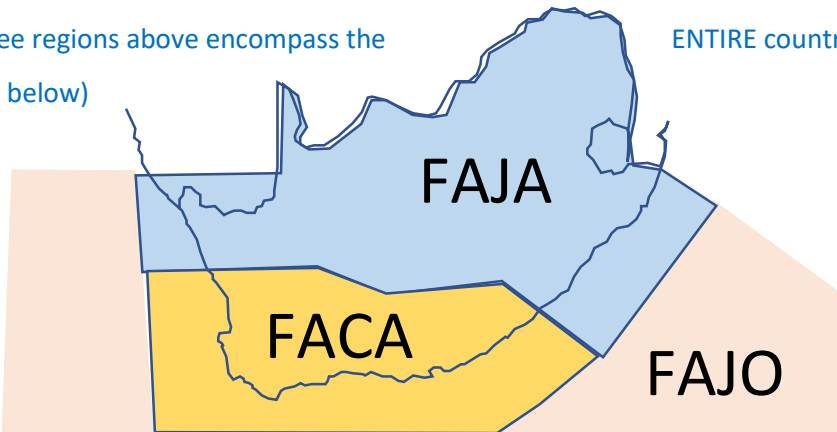 ee regions above encompass the ENTIRE countr
below)
FAJA
FACA
FAJO